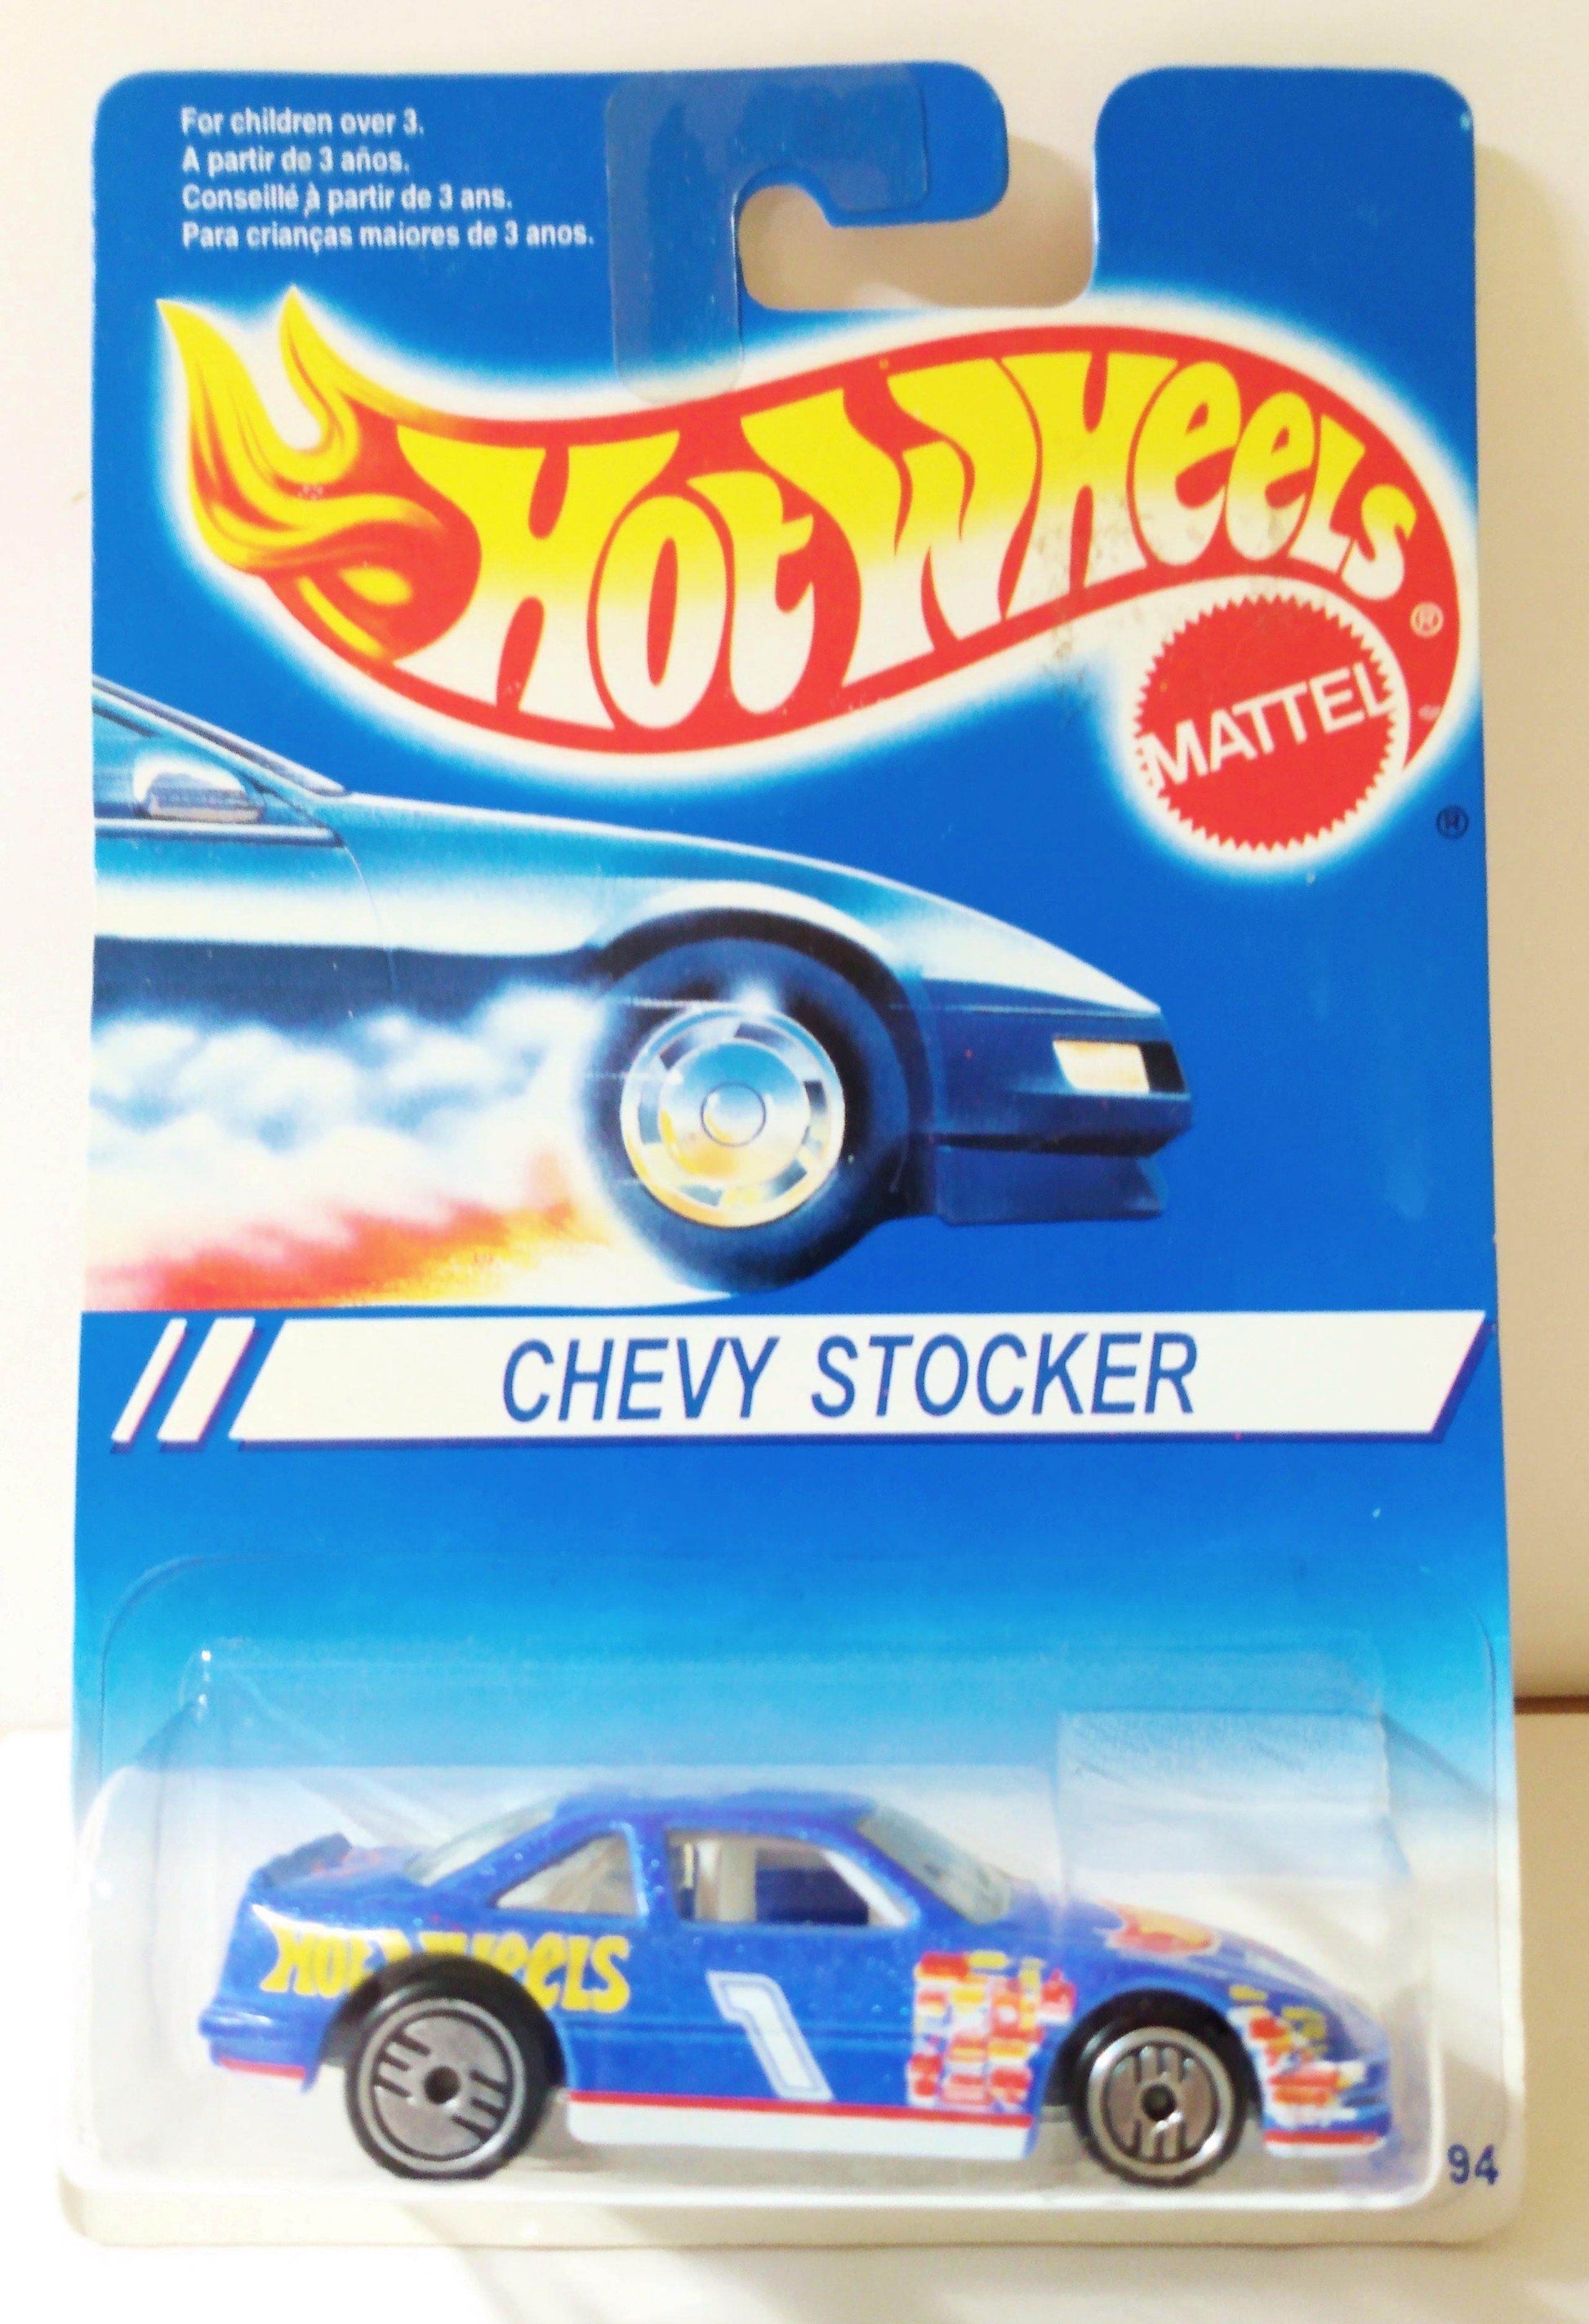 For children over 3.
A partir de 3 años.
Conseillé à partir de 3 ans.
Para crianças maiores de 3 anos.
Hot Wheels ®
MATTEL
®
CHEVY STOCKER
Hot Wheels
1
94